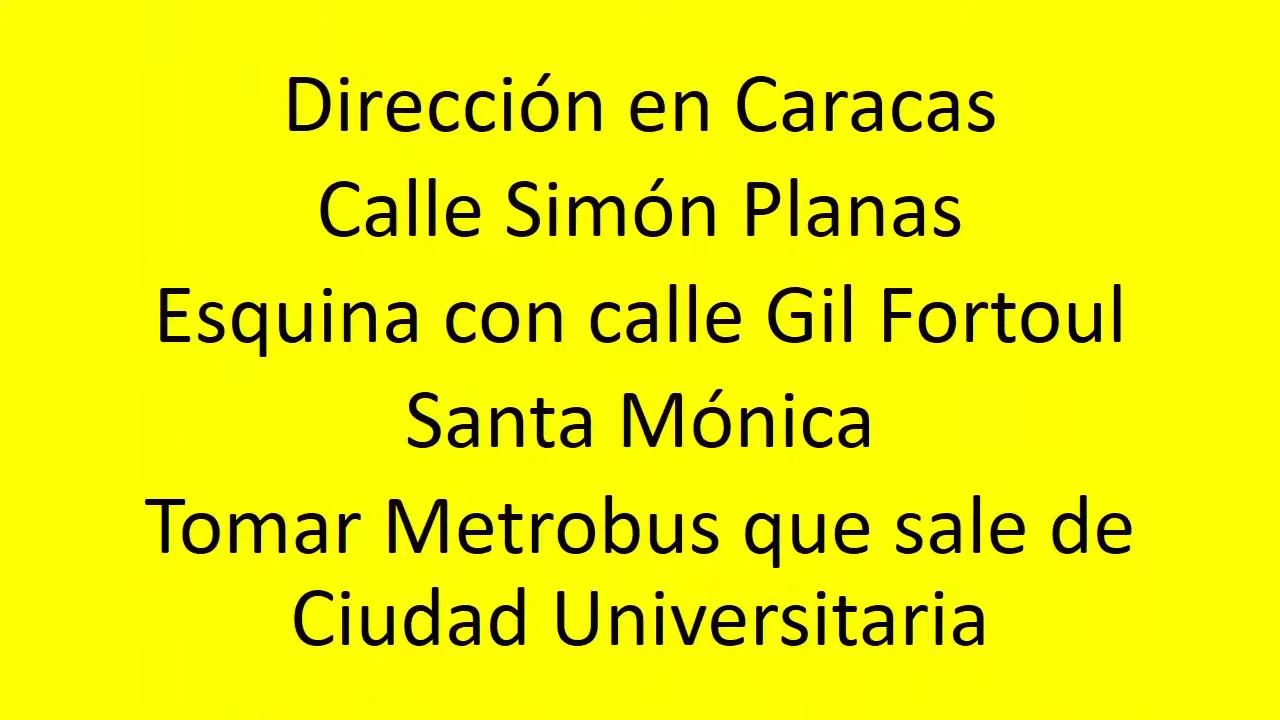 Dirección en Caracas
Calle Simón Planas
Esquina con calle Gil Fortoul
Santa Mónica
Tomar Metrobus que sale de
Ciudad Universitaria